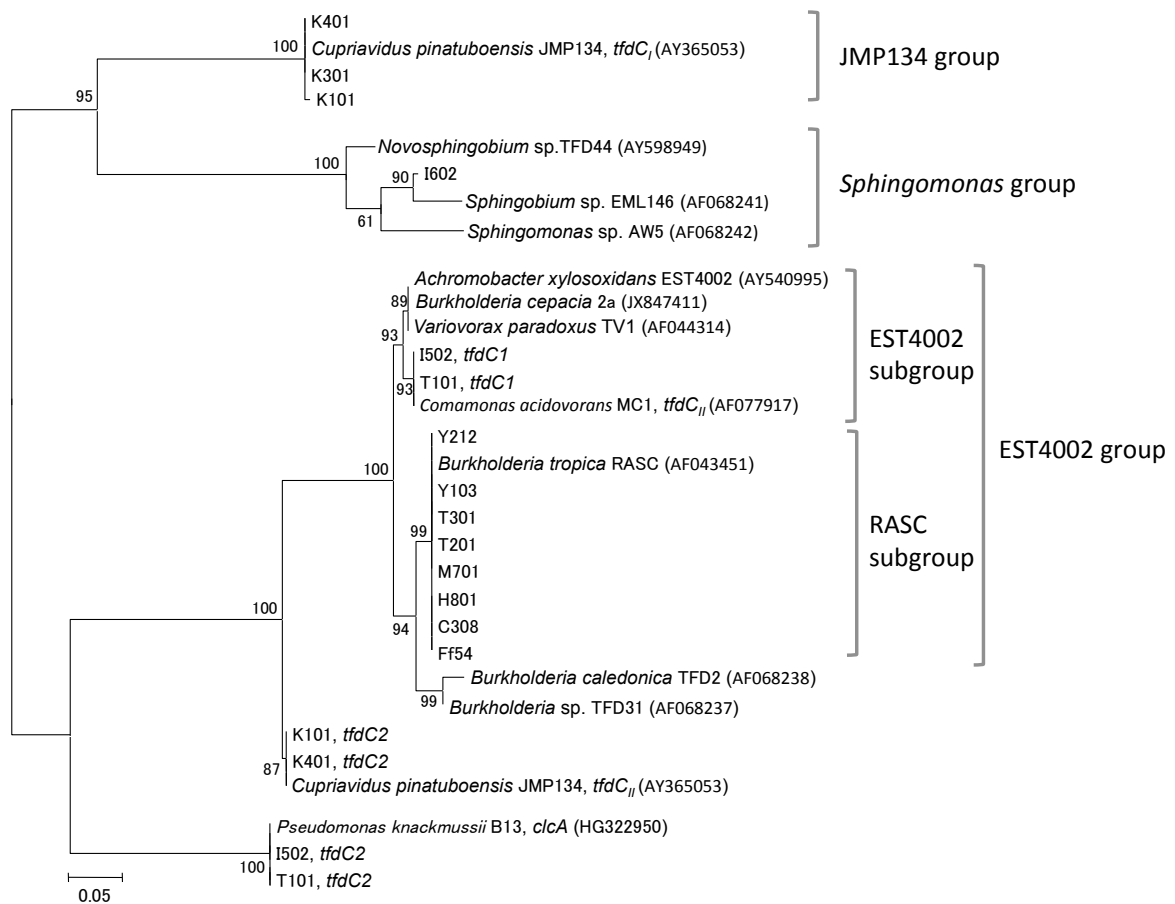 K401
100
Cupriavidus pinatuboensis JMP134, tfdC_I (AY365053)
JMP134 group
K301
K101
95
Novosphingobium sp.TFD44 (AY598949)
100
90
I602
Sphingomonas group
Sphingobium sp. EML146 (AF068241)
61
Sphingomonas sp. AW5 (AF068242)
Achromobacter xylosoxidans EST4002 (AY540995)
89
Burkholderia cepacia 2a (JX847411)
Variovorax paradoxus TV1 (AF044314)
93
EST4002
subgroup
I502, tfdC1
T101, tfdC1
93
Comamonas acidovorans MC1, tfdC_II (AF077917)
Y212
EST4002 group
100
Burkholderia tropica RASC (AF043451)
Y103
T301
RASC
subgroup
99
T201
M701
H801
100
C308
94
Ff54
Burkholderia caledonica TFD2 (AF068238)
99
Burkholderia sp. TFD31 (AF068237)
K101, tfdC2
K401, tfdC2
87
Cupriavidus pinatuboensis JMP134, tfdC_II (AY365053)
Pseudomonas knackmussii B13, clcA (HG322950)
I502, tfdC2
100
T101, tfdC2
0.05